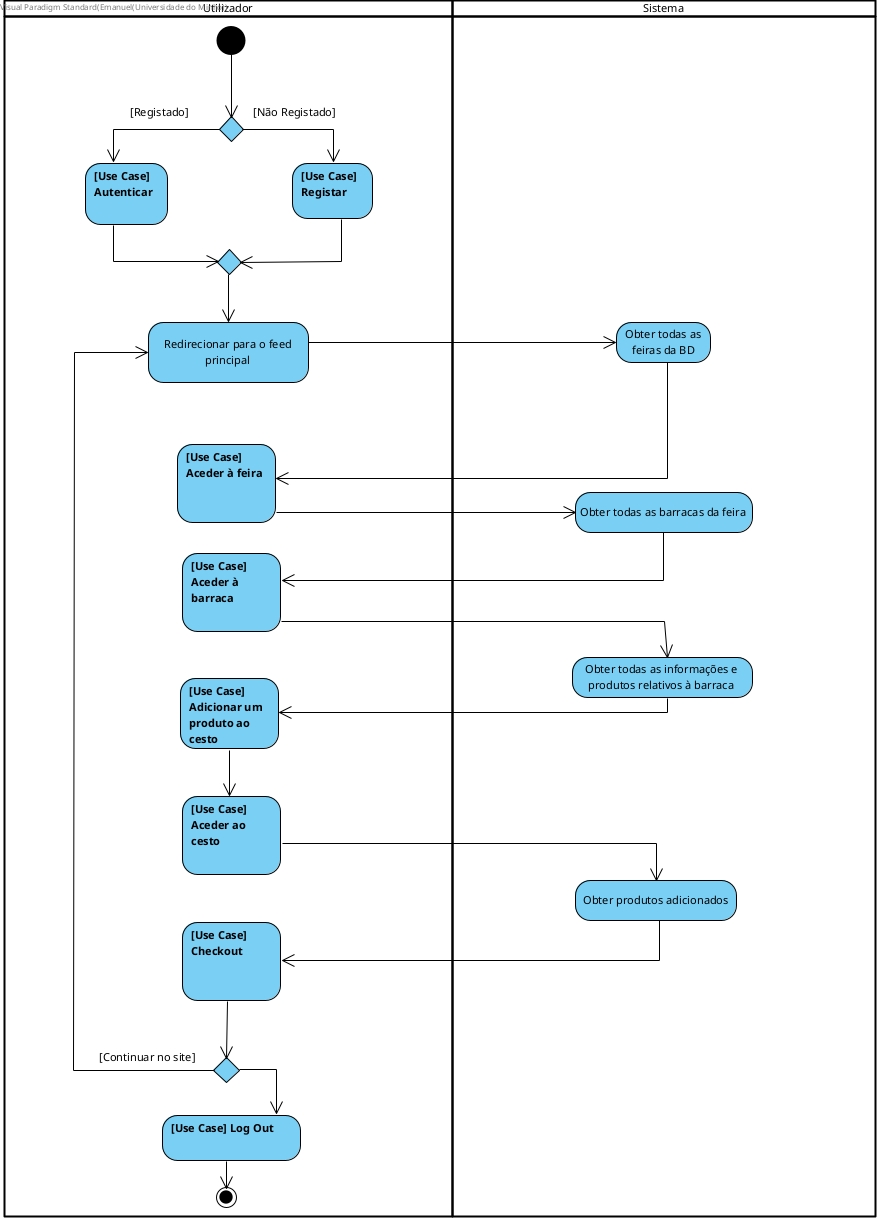 Visual Paradigm Standard(Emanuel(Universidade do M
Utilizador
Sistema
[Registado]
[Não Registado]
[Use Case]
Autenticar
[Use Case]
Registar
Redirecionar para o feed
principal
Obter todas as
feiras da BD
[Use Case]
Aceder à feira
Obter todas as barracas da feira
[Use Case]
Aceder à
barraca
Obter todas as informações e
produtos relativos à barraca
[Use Case]
Adicionar um
produto ao
cesto
[Use Case]
Aceder ao
cesto
Obter produtos adicionados
[Use Case]
Checkout
[Continuar no site]
[Use Case] Log Out